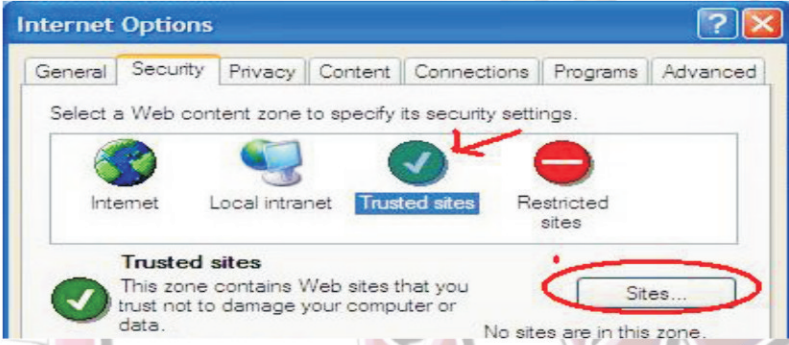 Internet Options
General Security Privacy Content Connections Programs Advanced
Select a Web content zone to specify its security settings.
Internet Local intranet Trusted sites Restricted
sites
Trusted sites
This zone contains Web sites that you
trust not to damage your computer or
data.
Sites...
No sites are in this zone.